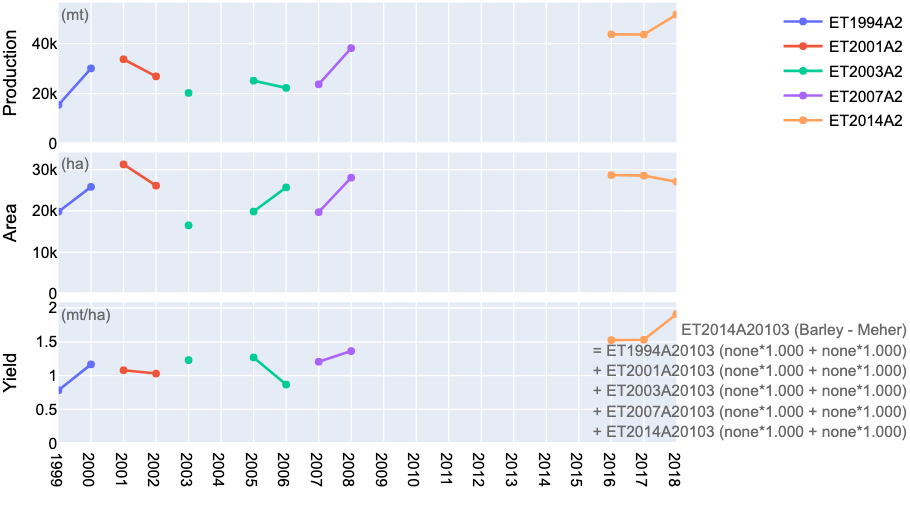 (mt)
Production
40k
20k
0
ET1994A2
ET2001A2
ET2003A2
ET2007A2
ET2014A2
(ha)
Area
30k
20k
10k
0
(mt/ha)
Yield
2
1.5
1
0.5
0
ET2014A20103 (Barley - Meher)
= ET1994A20103 (none*1.000 + none*1.000)
+ ET2001A20103 (none*1.000 + none*1.000)
+ ET2003A20103 (none*1.000 + none*1.000)
+ ET2007A20103 (none*1.000 + none*1.000)
+ ET2014A20103 (none*1.000 + none*1.000)
1999
2000
2001
2002
2003
2004
2005
2006
2007
2008
2009
2010
2011
2012
2013
2014
2015
2016
2017
2018